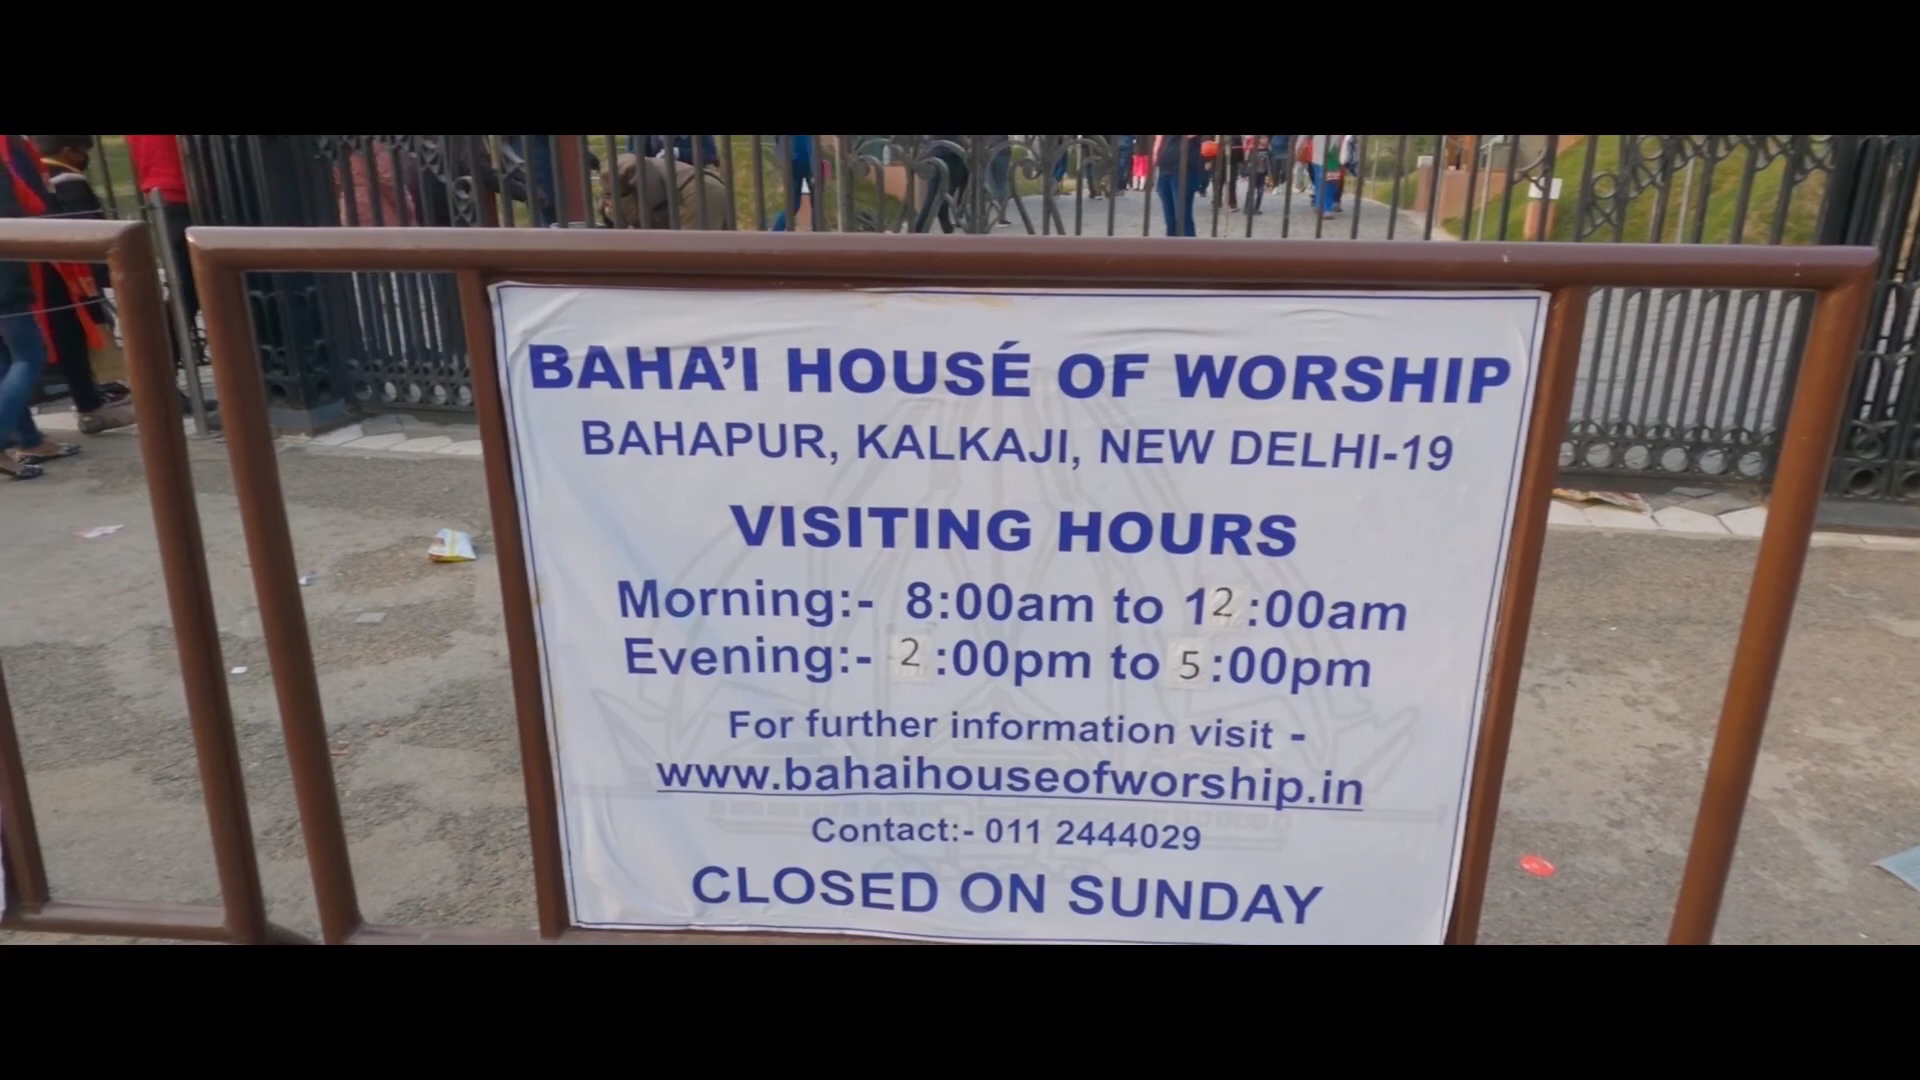 BAHA'I HOUSÉ OF WORSHIP
BAHAPUR, KALKAJI, NEW DELHI-19
VISITING HOURS
Morning:- 8:00am to 12:00am
Evening:- 2:00pm to 5:00pm
For further information visit -
www.bahaihouseofworship.in
Contact:- 011 2444029
CLOSED ON SUNDAY